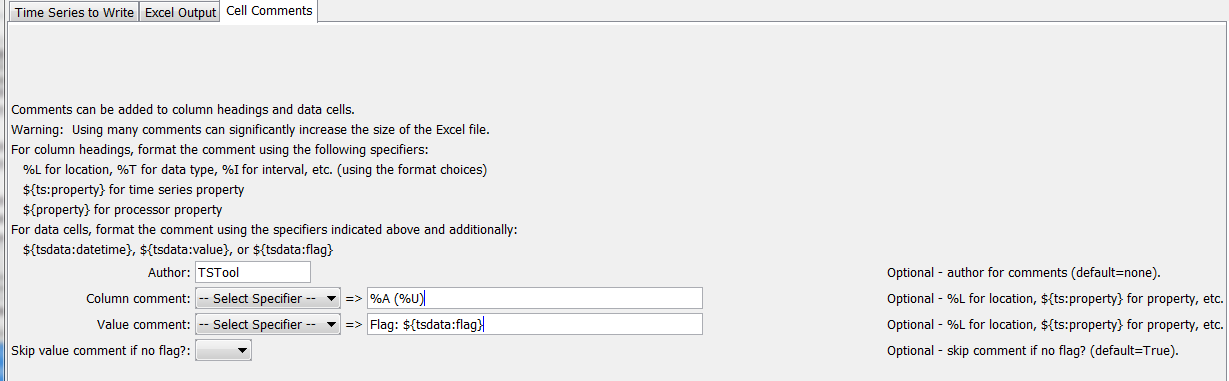 Time Series to Write Excel Output Cell Comments
Comments can be added to column headings and data cells.
Warning:  Using many comments can significantly increase the size of the Excel file.
For column headings, format the comment using the following specifiers:
%L for location, %T for data type, %I for interval, etc. (using the format choices)
${ts:property} for time series property
${property} for processor property
For data cells, format the comment using the specifiers indicated above and additionally:
${tsdata:datetime}, ${tsdata:value}, or ${tsdata:flag}
Author: TSTool Optional - author for comments (default=none).
Column comment: -- Select Specifier -- => %A (%U) Optional - %L for location, ${ts:property} for property, etc.
Value comment: -- Select Specifier -- => Flag: ${tsdata:flag} Optional - %L for location, ${ts:property} for property, etc.
Skip value comment if no flag?: Optional - skip comment if no flag? (default=True).